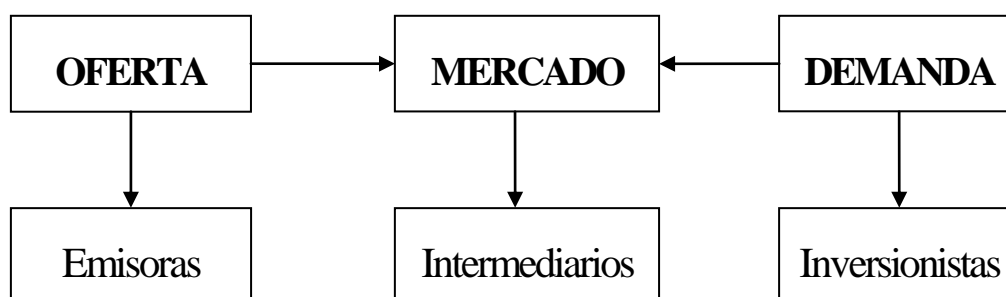 OFERTA
MERCADO
DEMANDA
Emisoras
Intermediarios
Inversionistas